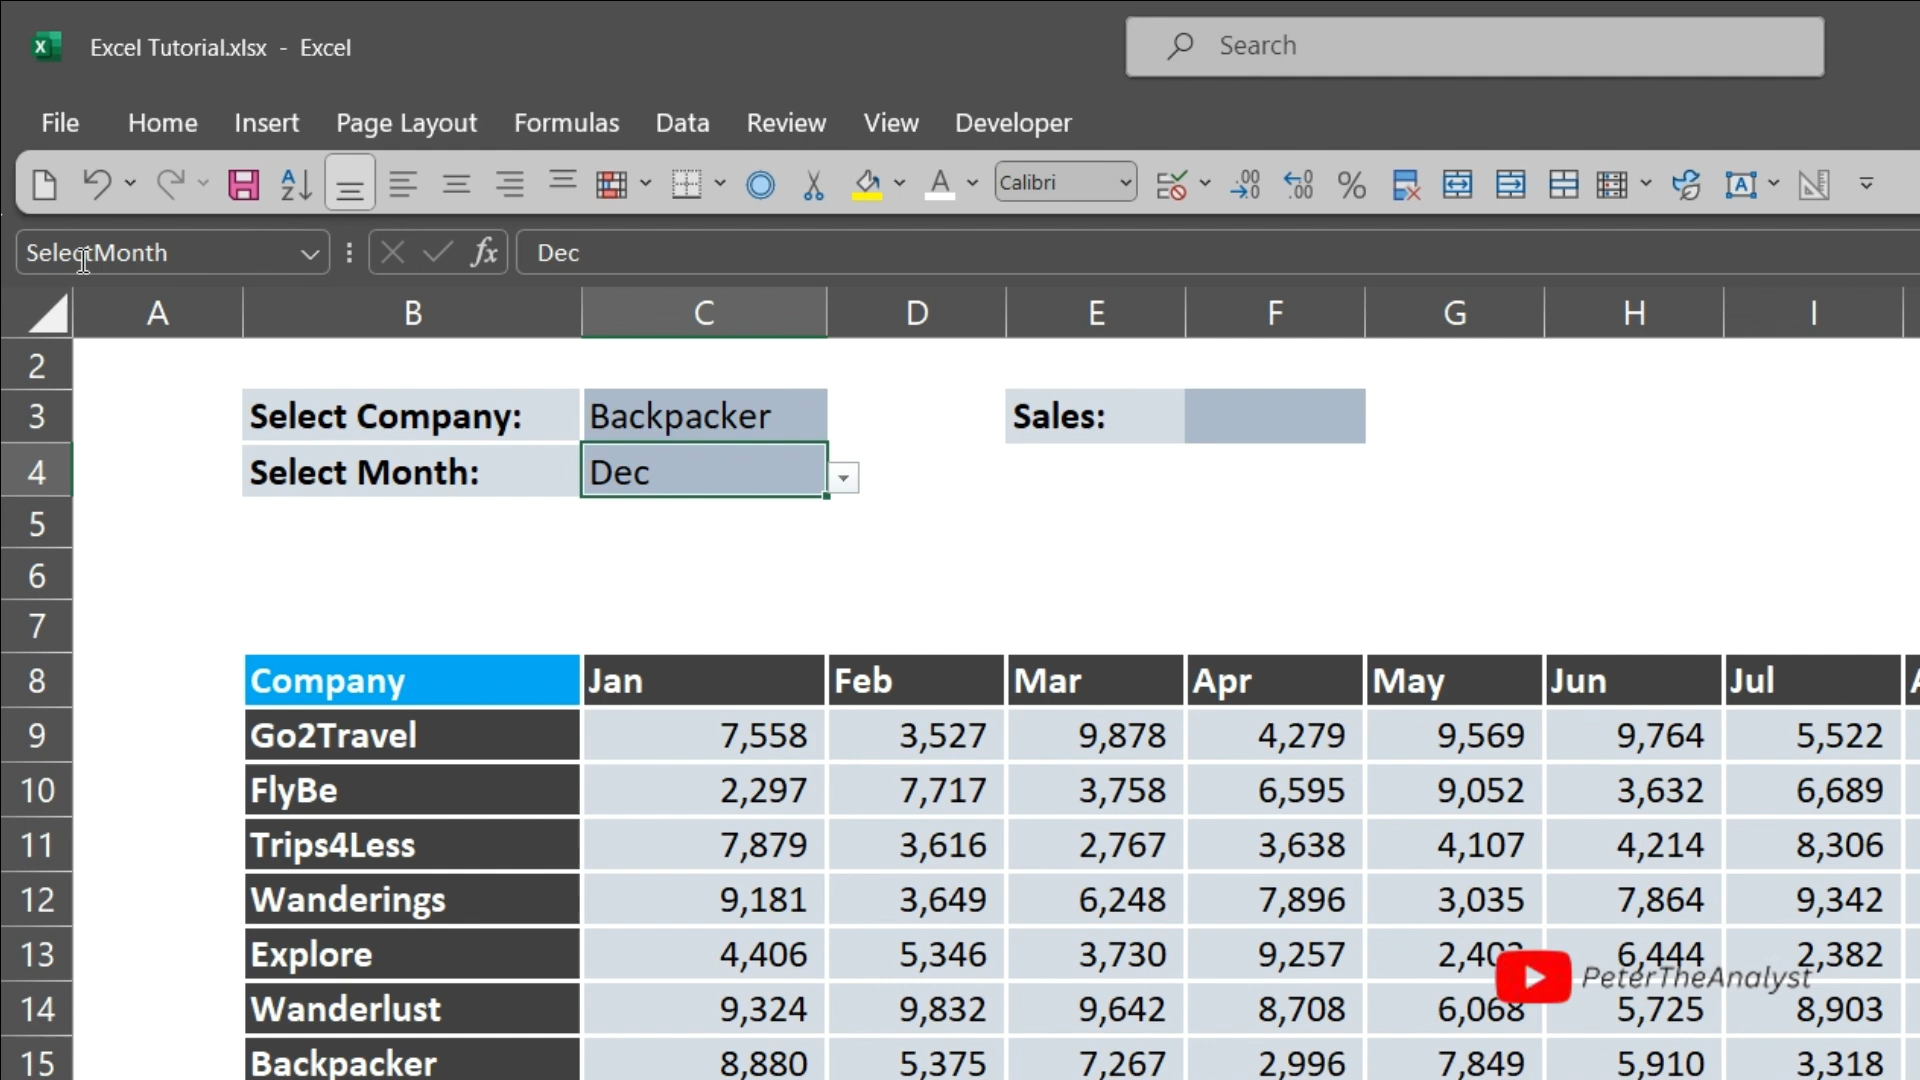 Excel Tutorial.xlsx - Excel
Search
File Home Insert Page Layout Formulas Data Review View Developer
Calibri
SelectMonth fx Dec
A B C D E F G H I
2
3 Select Company: Backpacker Sales:
4 Select Month: Dec
5
6
7
8 Company Jan Feb Mar Apr May Jun Jul
9 Go2Travel 7,558 3,527 9,878 4,279 9,569 9,764 5,522
10 FlyBe 2,297 7,717 3,758 6,595 9,052 3,632 6,689
11 Trips4Less 7,879 3,616 2,767 3,638 4,107 4,214 8,306
12 Wanderings 9,181 3,649 6,248 7,896 3,035 7,864 9,342
13 Explore 4,406 5,346 3,730 9,257 6,444 2,382
PeterTheAnalyst
14 Wanderlust 9,324 9,832 9,642 8,708 6,068 5,725 8,903
15 Backpacker 8,880 5,375 7,267 2,996 7,849 5,910 3,318